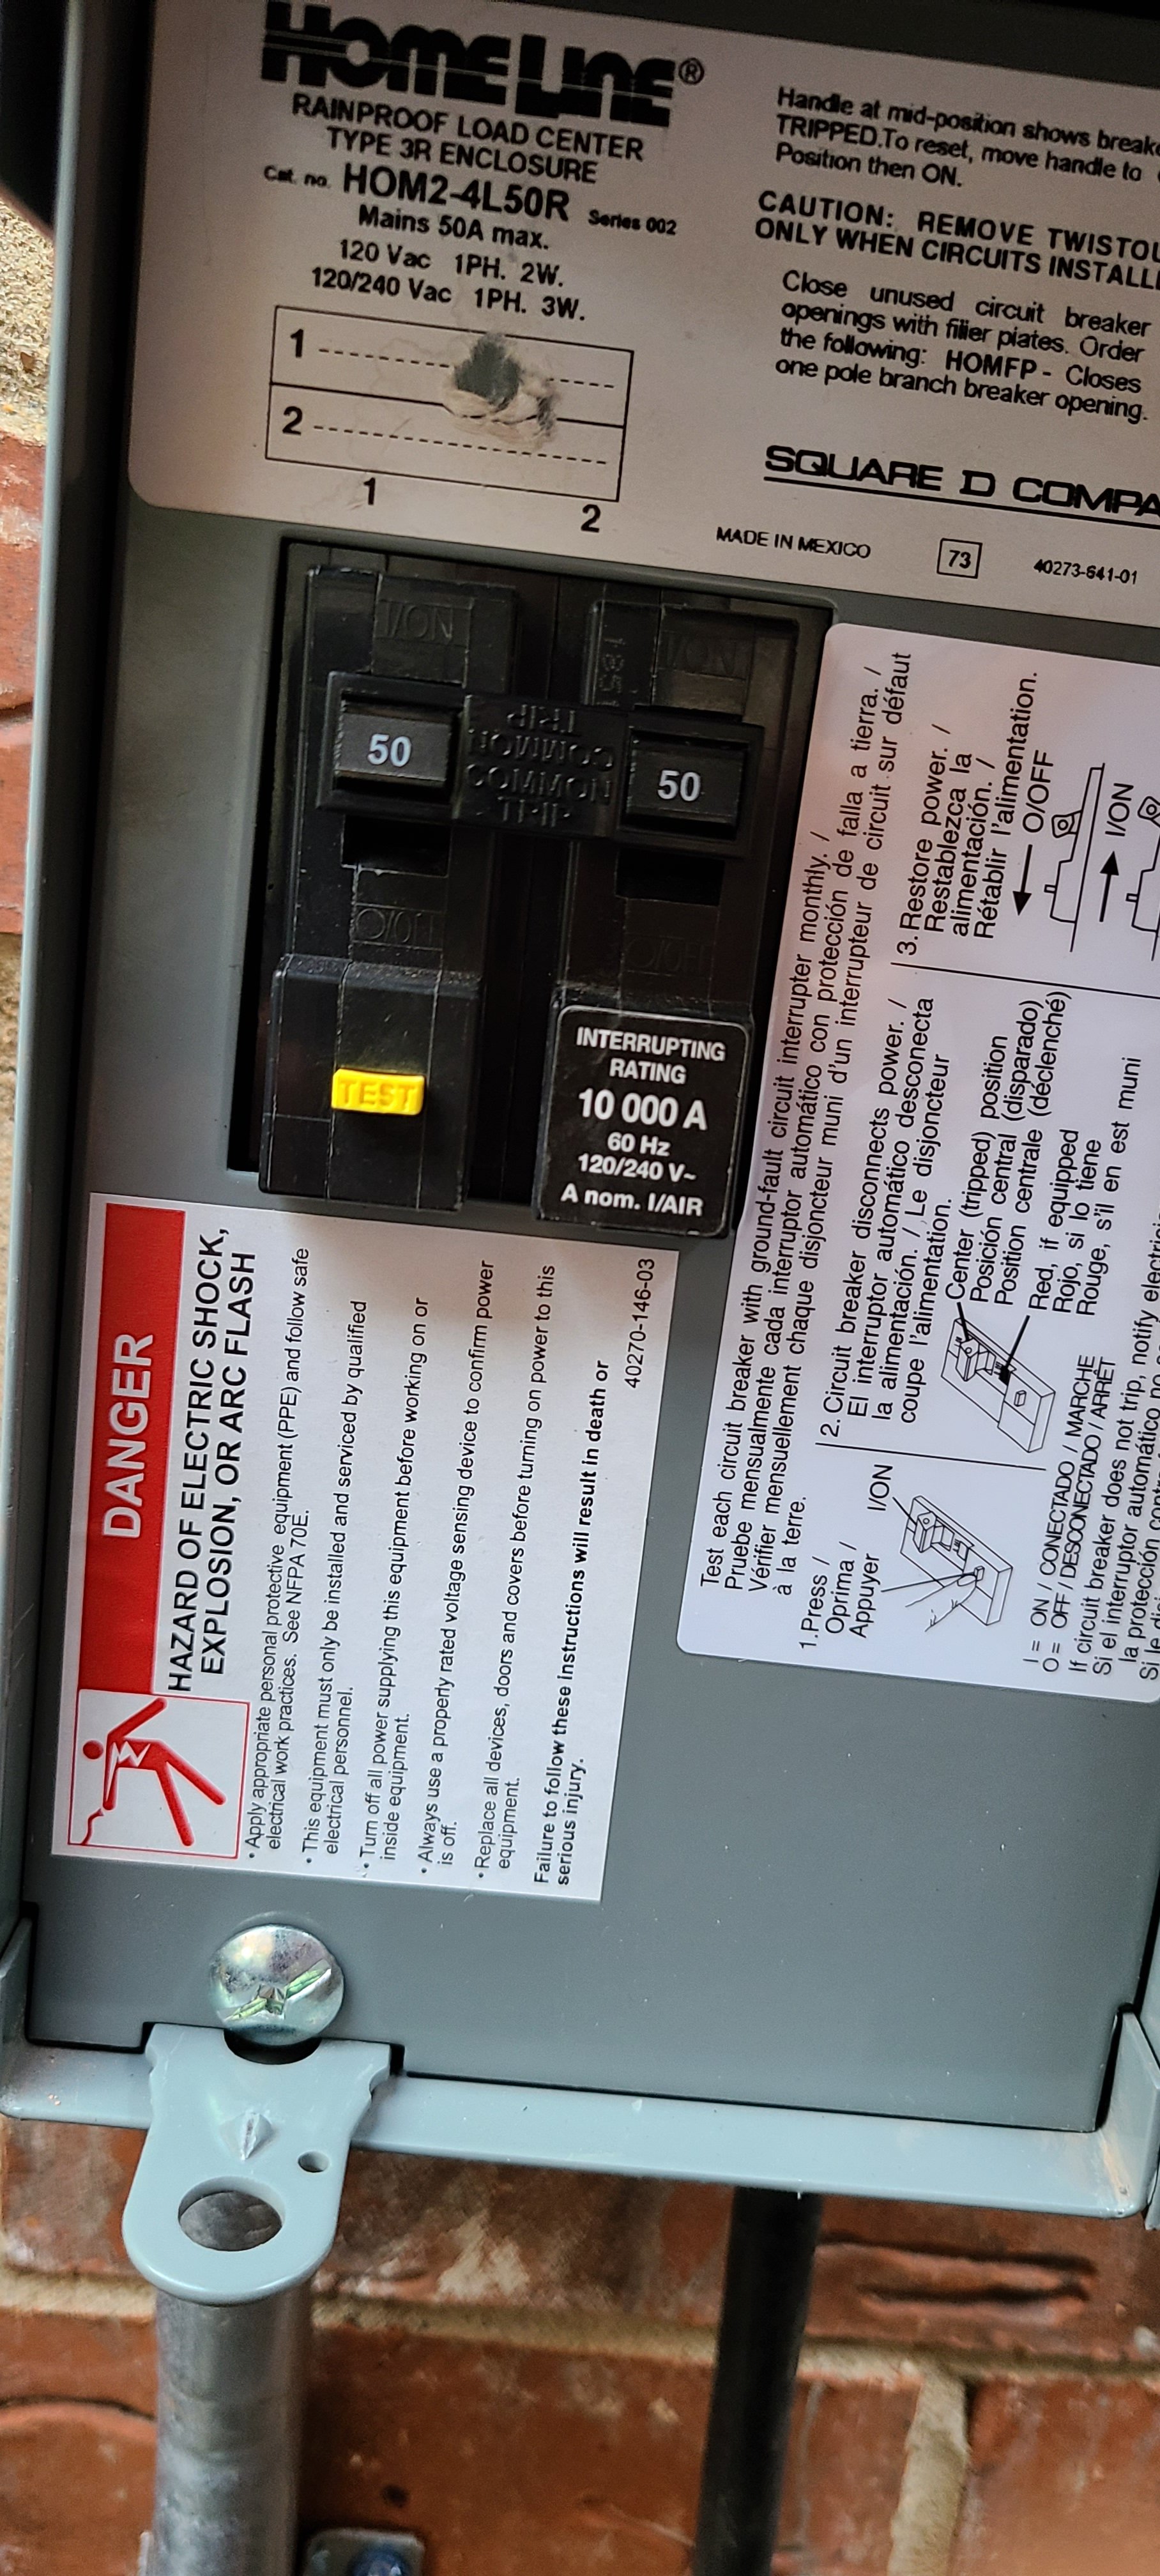 HOMELINE®
RAINPROOF LOAD CENTER
TYPE 3R ENCLOSURE
Cat. no. HOM2-4L50R Series 002
Mains 50A max.
120 Vac 1PH. 2W.
120/240 Vac 1PH. 3W.
1
2
1
2
Handle at mid-position shows
TRIPPED.To reset, move handle to
Position then ON.
CAUTION: REMOVE
ONLY WHEN CIRCUITS
Close unused circuit breaker
openings with filler plates. Order
the following: HOMFP - Closes
one pole branch breaker opening.
SQUARE D
MADE IN MEXICO
73
40273-641-01
I/ON
I/ON
50
COMMON
TRIP
COMMON
TRIP
50
O/OFF
TEST
INTERRUPTING
RATING
10 000 A
60 Hz
120/240 V~
A nom. I/AIR
DANGER
HAZARD OF ELECTRIC SHOCK,
EXPLOSION, OR ARC FLASH
• Apply appropriate personal protective equipment (PPE) and follow safe
electrical work practices. See NFPA 70E.
• This equipment must only be installed and serviced by qualified
electrical personnel.
• Turn off all power supplying this equipment before working on or
inside equipment.
• Always use a properly rated voltage sensing device to confirm power
is off.
• Replace all devices, doors and covers before turning on power to this
equipment.
Failure to follow these instructions will result in death or
serious injury.
40270-146-03
Test each circuit breaker with ground-fault circuit interrupter monthly. /
Pruebe mensualmente cada interruptor automático con protección de falla a tierra. /
Vérifier mensuellement chaque disjoncteur muni d'un interrupteur de circuit sur défaut
à la terre.
1.Press /
Oprima /
Appuyer
I/ON
2. Circuit breaker disconnects power. /
El interruptor automático desconecta
la alimentación. / Le disjoncteur
coupe l'alimentation.
Center (tripped) position
Posición central (disparado)
Position centrale (déclenché)
Red, if equipped
Rojo, si lo tiene
Rouge, s'il en est muni
3. Restore power. /
Restablezca la
alimentación. /
Rétablir l'alimentation.
O/OFF
I/ON
I = ON / CONECTADO / MARCHE
O = OFF / DESCONECTADO / ARRÊT
If circuit breaker does not trip, notify
Si el interruptor automático no
la protección
Si le